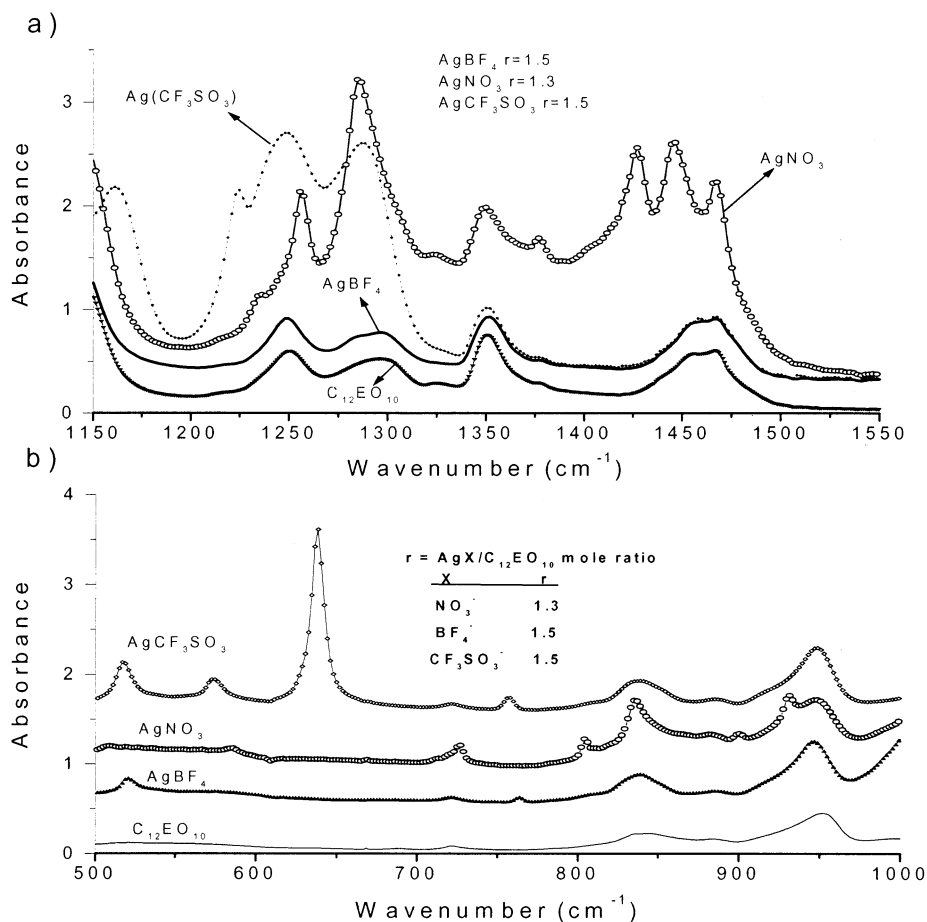 a)
AgBF₄ r=1.5
AgNO₃ r=1.3
AgCF₃SO₃ r=1.5
Ag(CF₃SO₃)
AgNO₃
AgBF₄
C₁₂EO₁₀
Absorbance
3
2
1
0
1150 1200 1250 1300 1350 1400 1450 1500 1550
Wavenumber (cm⁻¹)
b)
r = AgX/C₁₂EO₁₀ mole ratio
X r
NO₃⁻ 1.3
BF₄⁻ 1.5
CF₃SO₃⁻ 1.5
AgCF₃SO₃
AgNO₃
AgBF₄
C₁₂EO₁₀
Absorbance
4
3
2
1
0
500 600 700 800 900 1000
Wavenumber (cm⁻¹)